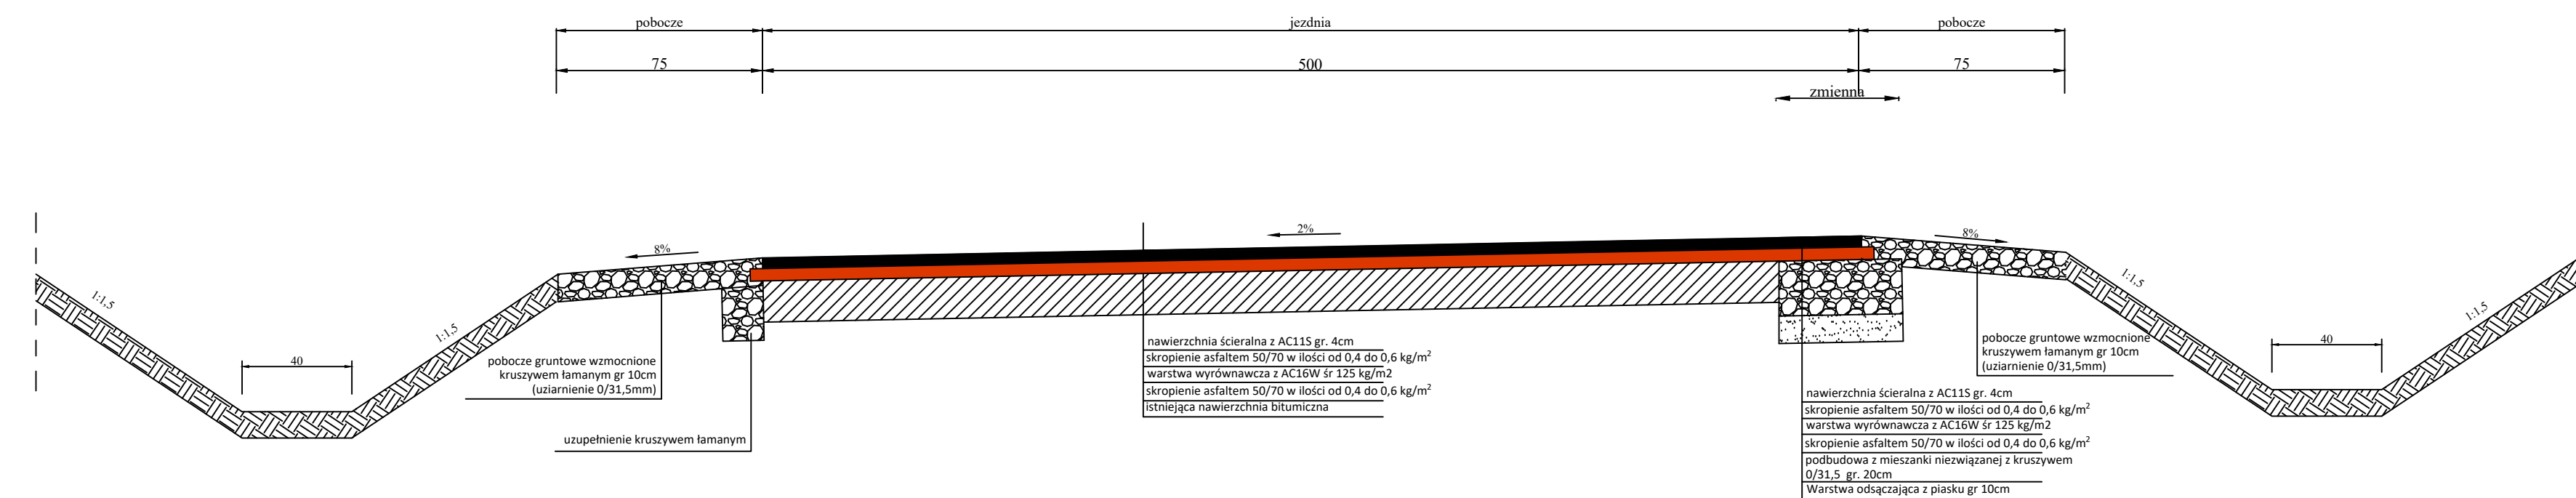 pobocze
jezdnia
pobocze
75
500
75
zmienna
2%
8%
8%
1:1,5
1:1,5
1:1,5
1:1,5
40
40
pobocze gruntowe wzmocnione
kruszywem łamanym gr 10cm
(uziarnienie 0/31,5mm)
uzupełnienie kruszywem łamanym
nawierzchnia ścieralna z AC11S gr. 4cm
skropienie asfaltem 50/70 w ilości od 0,4 do 0,6 kg/m²
warstwa wyrównawcza z AC16W śr 125 kg/m2
skropienie asfaltem 50/70 w ilości od 0,4 do 0,6 kg/m²
istniejąca nawierzchnia bitumiczna
pobocze gruntowe wzmocnione
kruszywem łamanym gr 10cm
(uziarnienie 0/31,5mm)
nawierzchnia ścieralna z AC11S gr. 4cm
skropienie asfaltem 50/70 w ilości od 0,4 do 0,6 kg/m²
warstwa wyrównawcza z AC16W śr 125 kg/m2
skropienie asfaltem 50/70 w ilości od 0,4 do 0,6 kg/m²
podbudowa z mieszanki niezwiązanej z kruszywem
0/31,5 gr. 20cm
Warstwa odsączająca z piasku gr 10cm